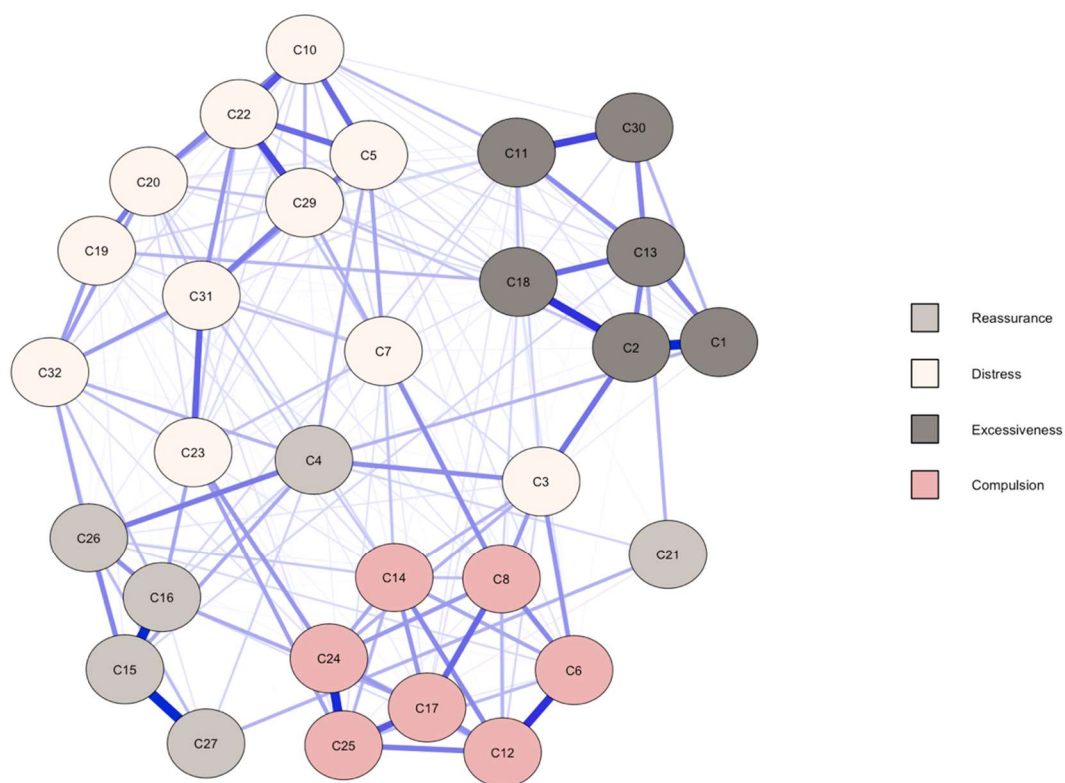 C10
C22
C30
C11
C5
C20
C29
C19
C13
C18
C31
C1
C2
C7
C32
C23
C4
C3
C26
C21
C14
C8
C16
C24
C6
C15
C17
C27
C25
C12
Reassurance
Distress
Excessiveness
Compulsion